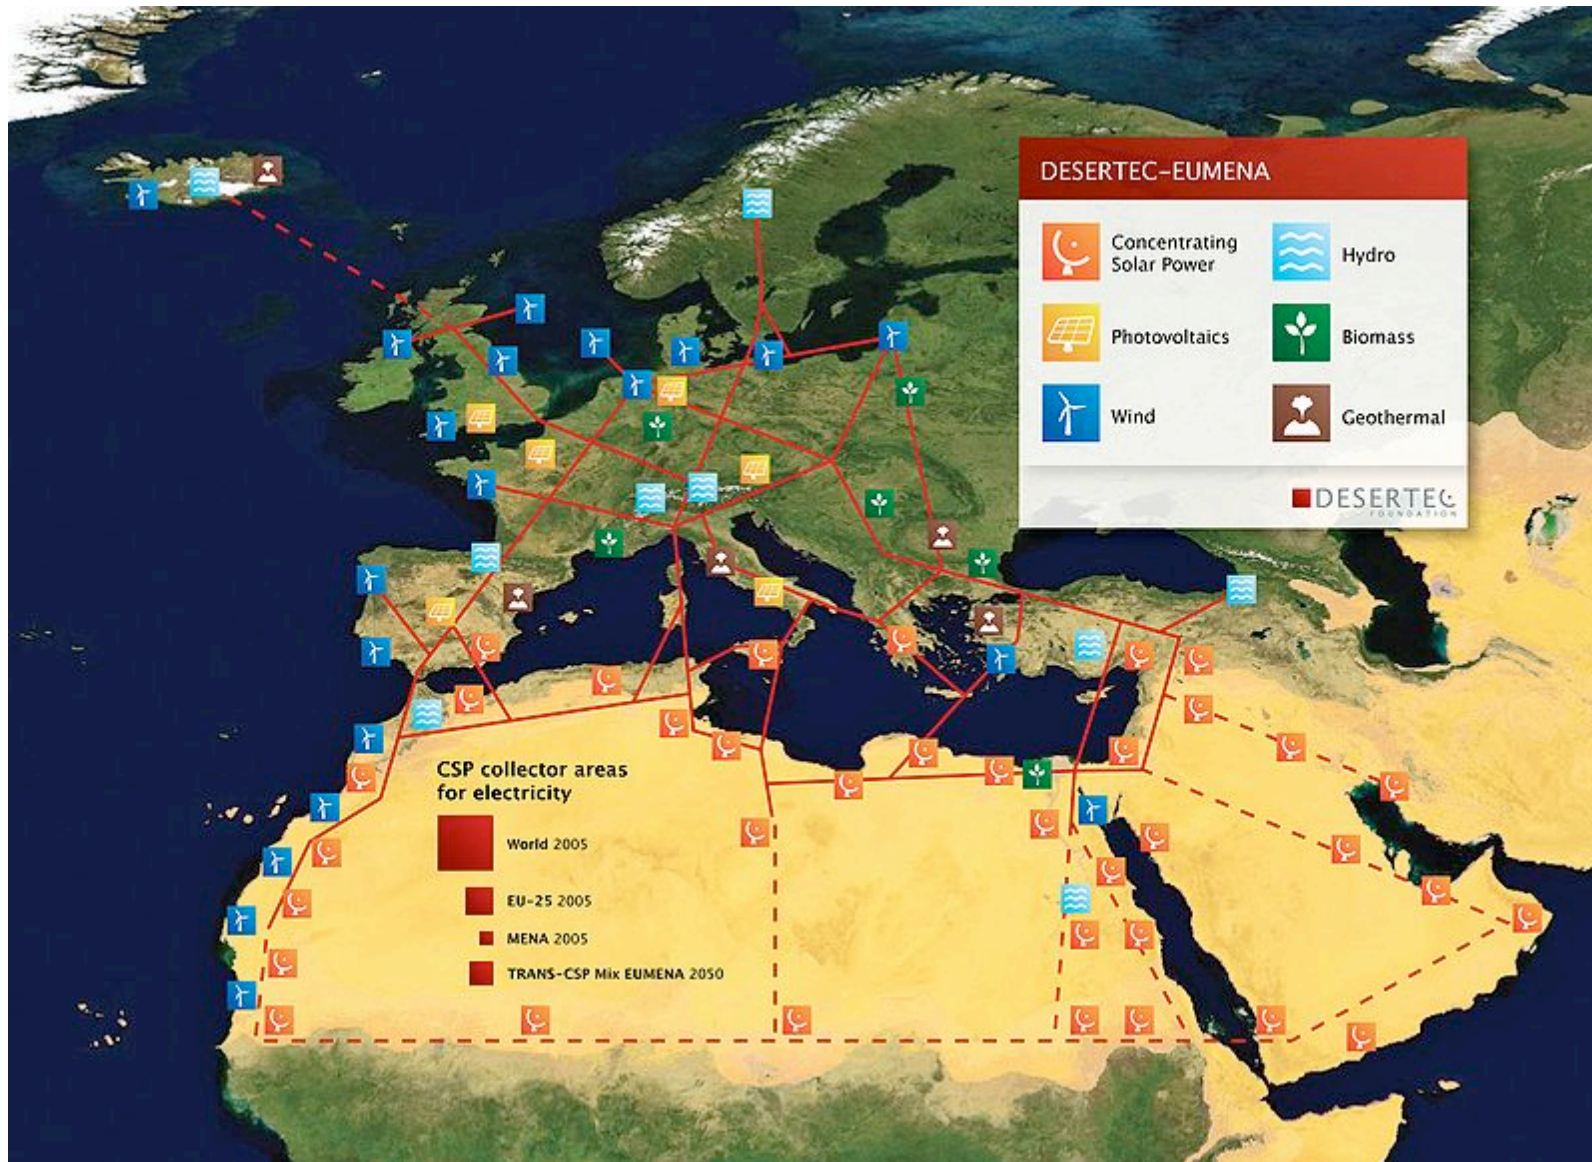 DESERTEC–EUMENA
Concentrating
Solar Power
Hydro
Photovoltaics
Biomass
Wind
Geothermal
DESERTEC
FOUNDATION
CSP collector areas
for electricity
World 2005
EU-25 2005
MENA 2005
TRANS-CSP Mix EUMENA 2050